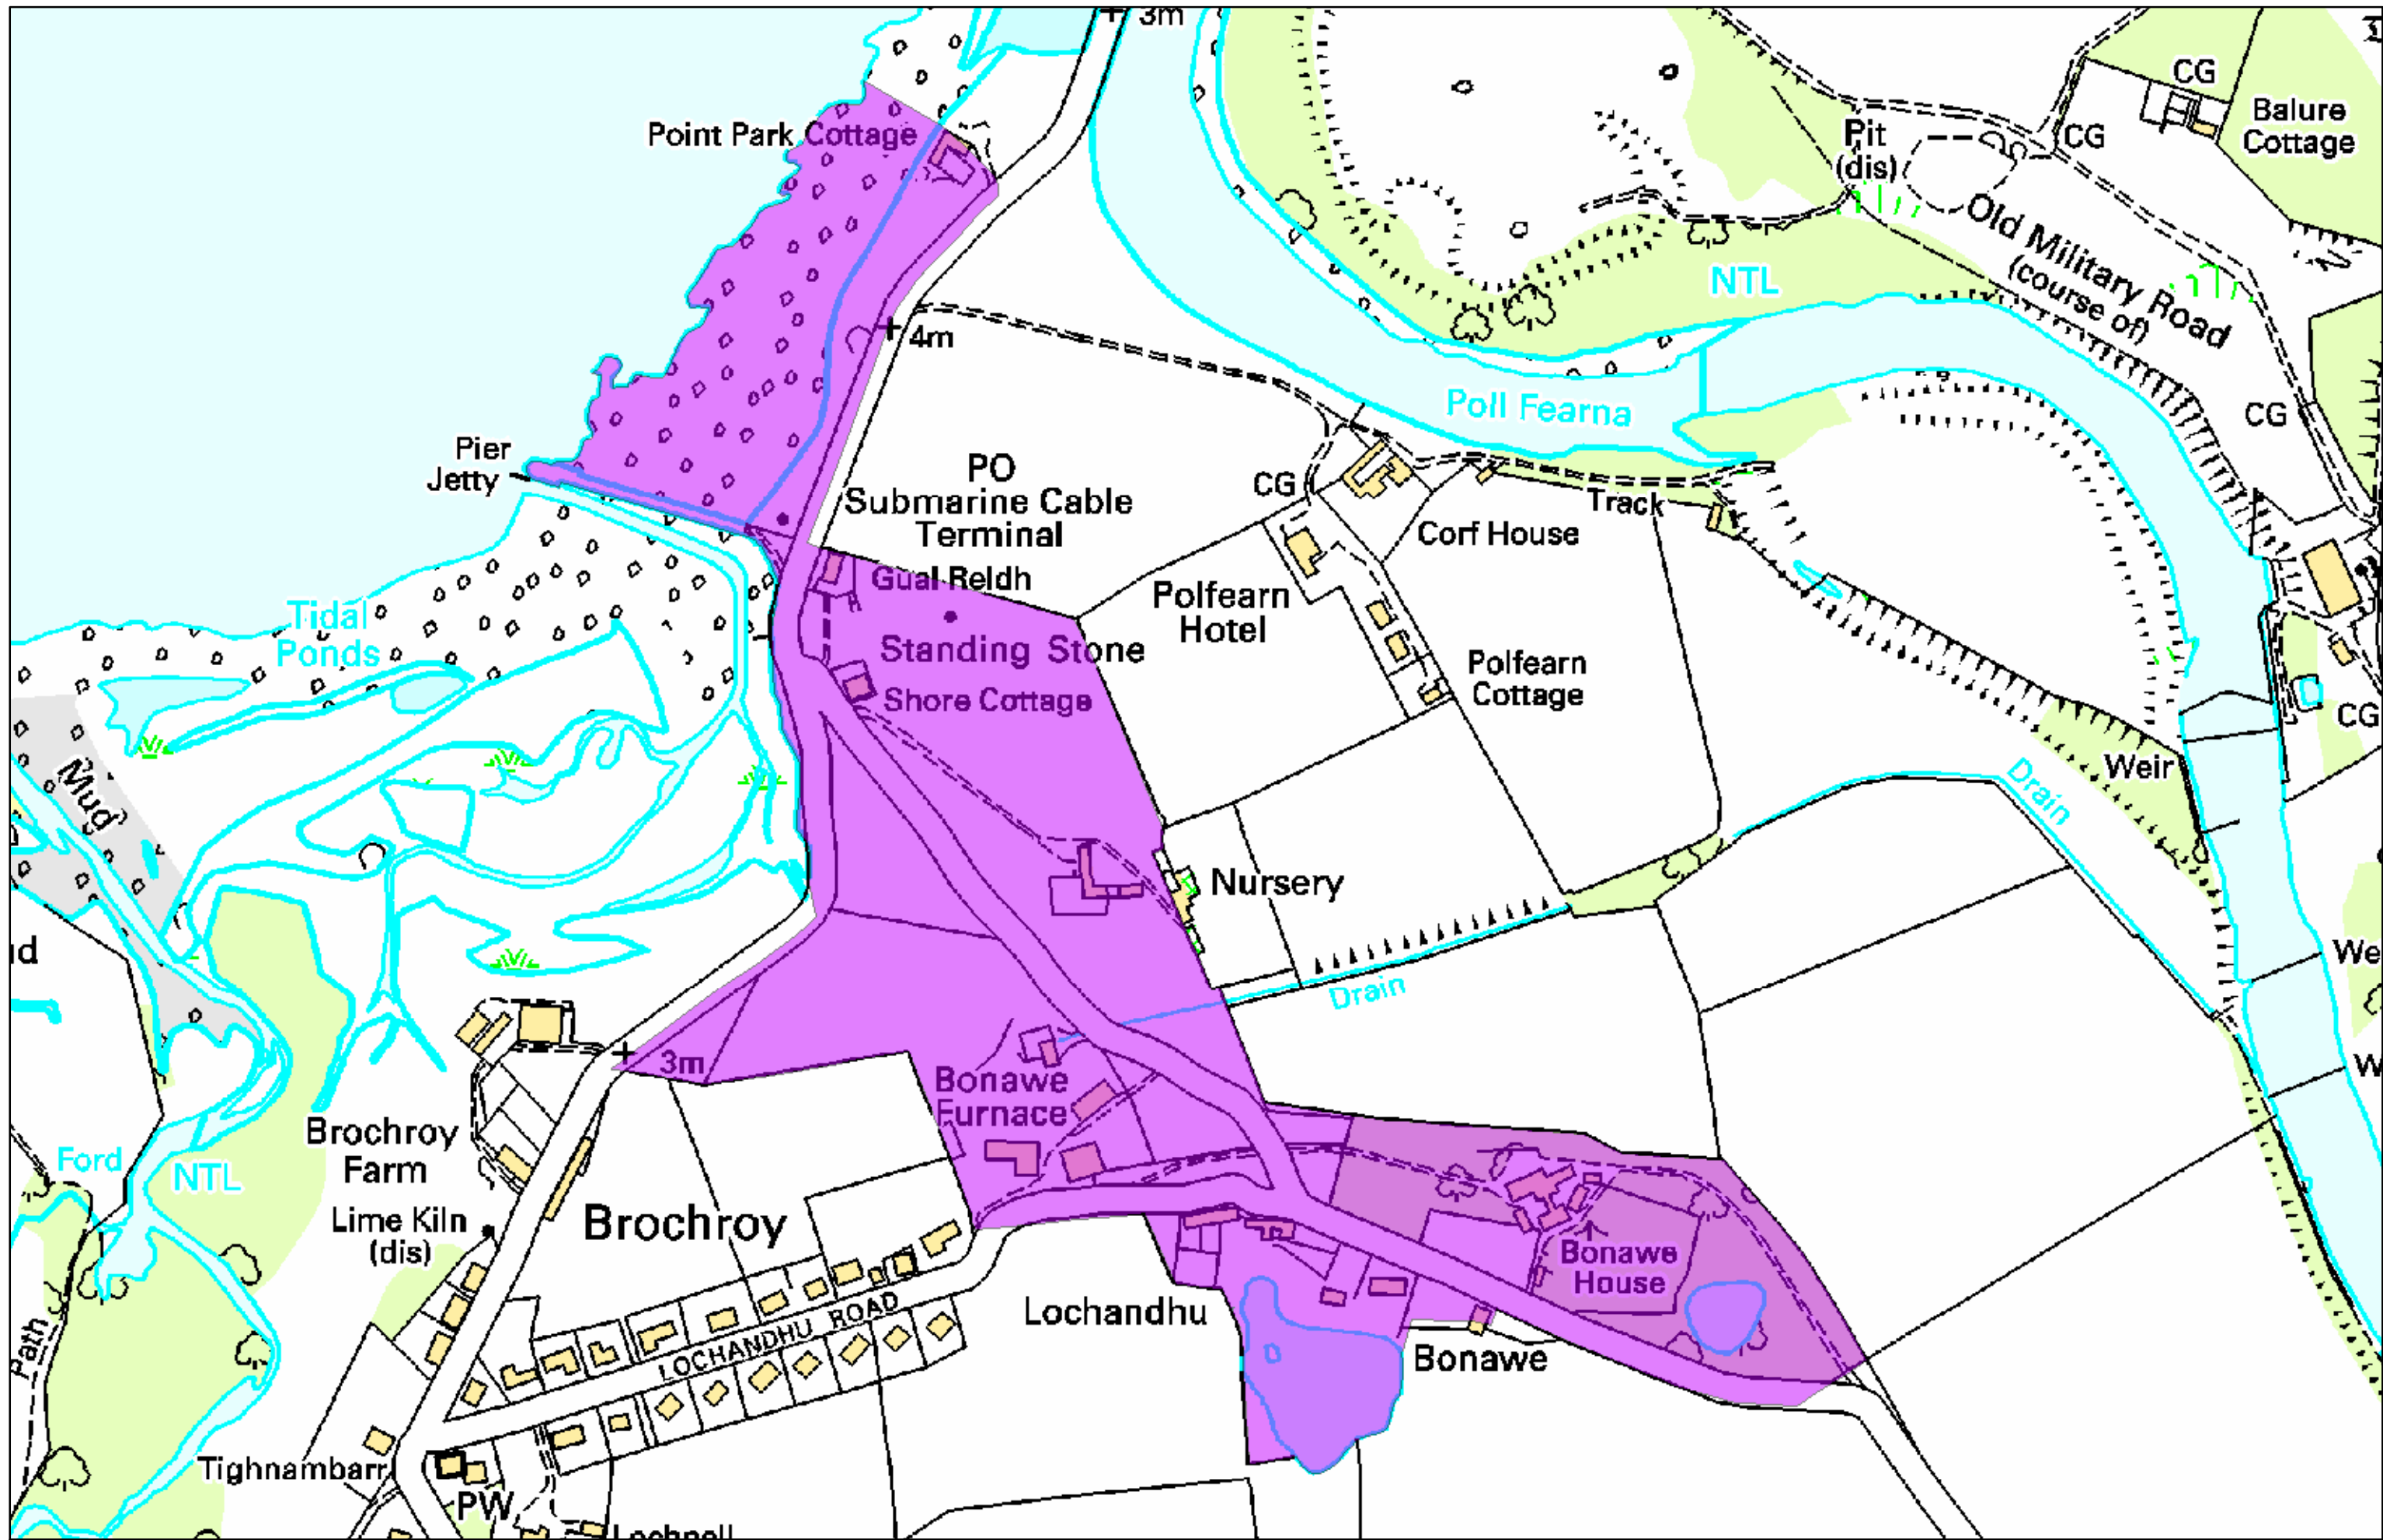 3m
CG
Balure
Cottage
Point Park Cottage
Pit
(dis)
CG
Old Military Road
(course of)
NTL
4m
Poll Fearna
CG
Pier
Jetty
PO
Submarine Cable
Terminal
CG
Track
Corf House
Gual Reldh
Polfearn
Hotel
Tidal
Ponds
Standing Stone
Shore Cottage
Polfearn
Cottage
CG
Weir
Drain
Mud
Nursery
Drain
We
3m
Bonawe
Furnace
W
Brochroy
Farm
Ford
NTL
Lime Kiln
(dis)
Brochroy
Bonawe
House
Lochandhu
LOCHANDHU ROAD
Bonawe
Path
Tighnambarr
PW
Lochnell